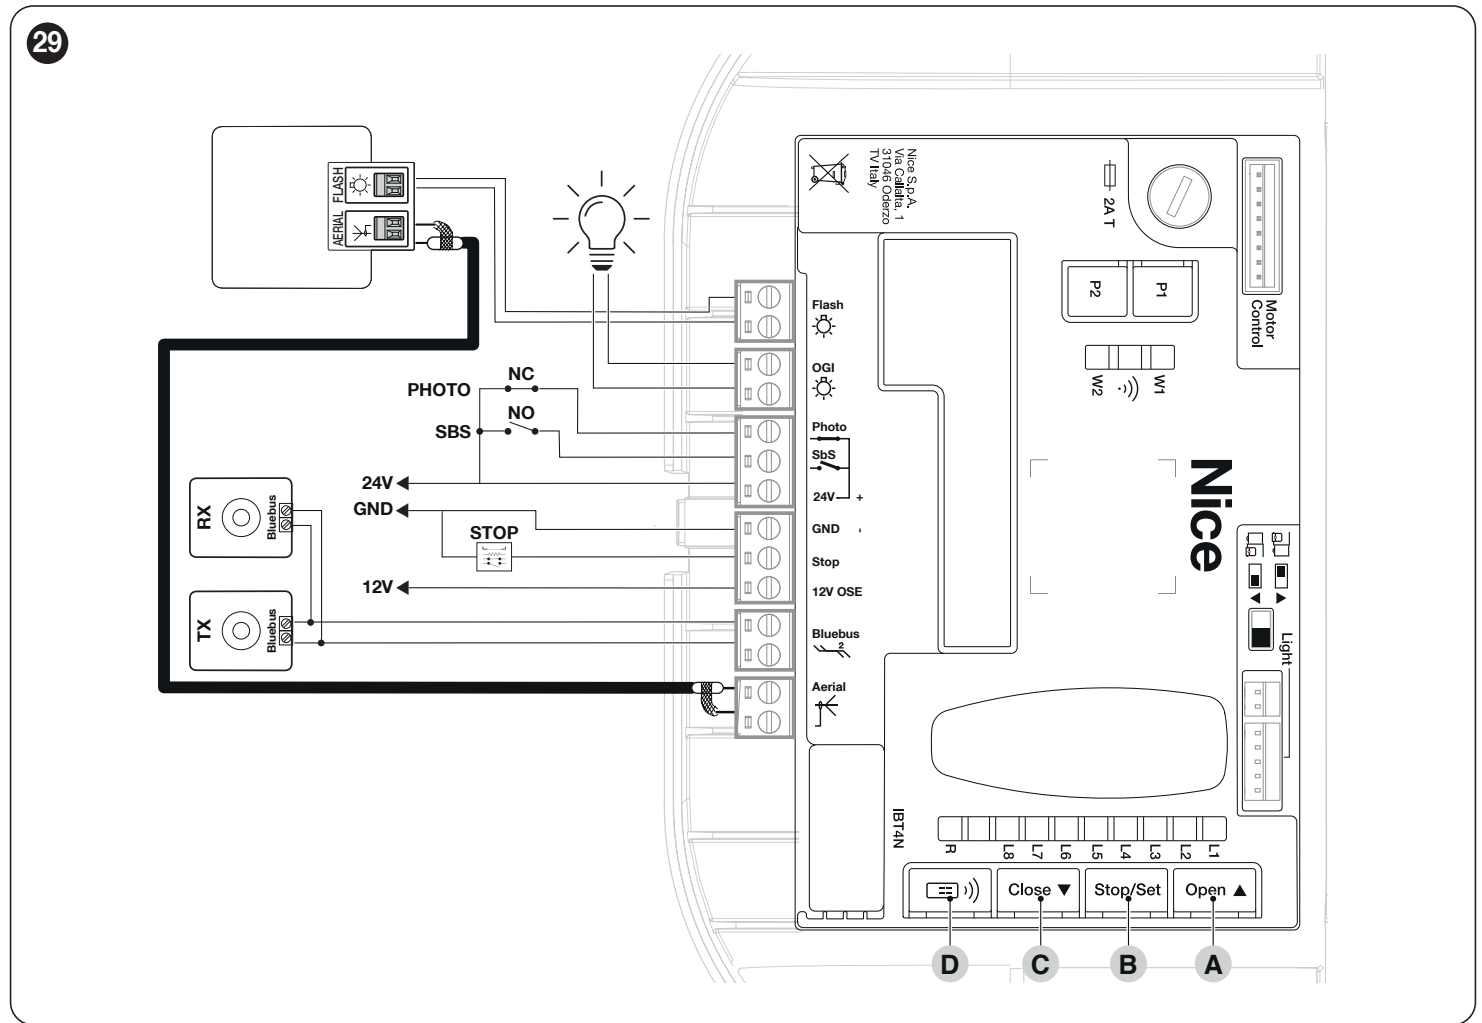 29
FLASH
AERIAL
Nice S.p.A.
Via Callalta, 1
31046 Oderzo
TV Italy
2A T
Motor
Control
P2
P1
W2
W1
Flash
OGI
PHOTO
NC
SBS
NO
Photo
SbS
24V
24V +
GND
GND -
STOP
Stop
12V
12V OSE
RX
Bluebus
TX
Bluebus
Bluebus
2
Aerial
Nice
Light
IBT4N
R
L8
L7
L6
L5
L4
L3
L2
L1
Close ▼
Stop/Set
Open ▲
D
C
B
A